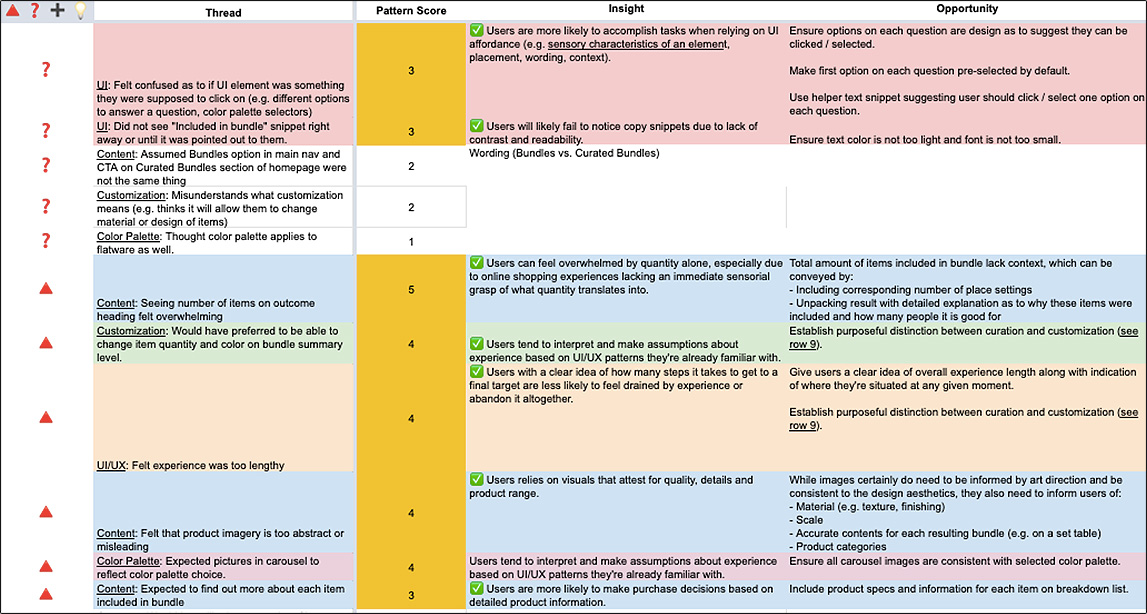 Thread Pattern Score Insight Opportunity
UI: Felt confused as to if UI element was something
they were supposed to click on (e.g. different options
to answer a question, color palette selectors)
3
Users are more likely to accomplish tasks when relying on UI
affordance (e.g. sensory characteristics of an element,
placement, wording, context).
Ensure options on each question are design as to suggest they can be
clicked / selected.
Make first option on each question pre-selected by default.
Use helper text snippet suggesting user should click / select one option on
each question.
UI: Did not see "Included in bundle" snippet right
away or until it was pointed out to them.
3
Users will likely fail to notice copy snippets due to lack of
contrast and readability.
Ensure text color is not too light and font is not too small.
Content: Assumed Bundles option in main nav and
CTA on Curated Bundles section of homepage were
not the same thing
2
Wording (Bundles vs. Curated Bundles)
Customization: Misunderstands what customization
means (e.g. thinks it will allow them to change
material or design of items)
2
Color Palette: Thought color palette applies to
flatware as well.
1
Content: Seeing number of items on outcome
heading felt overwhelming
5
Users can feel overwhelmed by quantity alone, especially due
to online shopping experiences lacking an immediate sensorial
grasp of what quantity translates into.
Total amount of items included in bundle lack context, which can be
conveyed by:
- Including corresponding number of place settings
- Unpacking result with detailed explanation as to why these items were
included and how many people it is good for
Customization: Would have preferred to be able to
change item quantity and color on bundle summary
level.
4
Users tend to interpret and make assumptions about
experience based on UI/UX patterns they're already familiar with.
Establish purposeful distinction between curation and customization (see
row 9).
UI/UX: Felt experience was too lengthy
4
Users with a clear idea of how many steps it takes to get to a
final target are less likely to feel drained by experience or
abandon it altogether.
Give users a clear idea of overall experience length along with indication
of where they're situated at any given moment.
Establish purposeful distinction between curation and customization (see
row 9).
Content: Felt that product imagery is too abstract or
misleading
4
Users relies on visuals that attest for quality, details and
product range.
While images certainly do need to be informed by art direction and be
consistent to the design aesthetics, they also need to inform users of:
- Material (e.g. texture, finishing)
- Scale
- Accurate contents for each resulting bundle (e.g. on a set table)
- Product categories
Color Palette: Expected pictures in carousel to
reflect color palette choice.
4
Users tend to interpret and make assumptions about experience
based on UI/UX patterns they're already familiar with.
Ensure all carousel images are consistent with selected color palette.
Content: Expected to find out more about each item
included in bundle
3
Users are more likely to make purchase decisions based on
detailed product information.
Include product specs and information for each item on breakdown list.